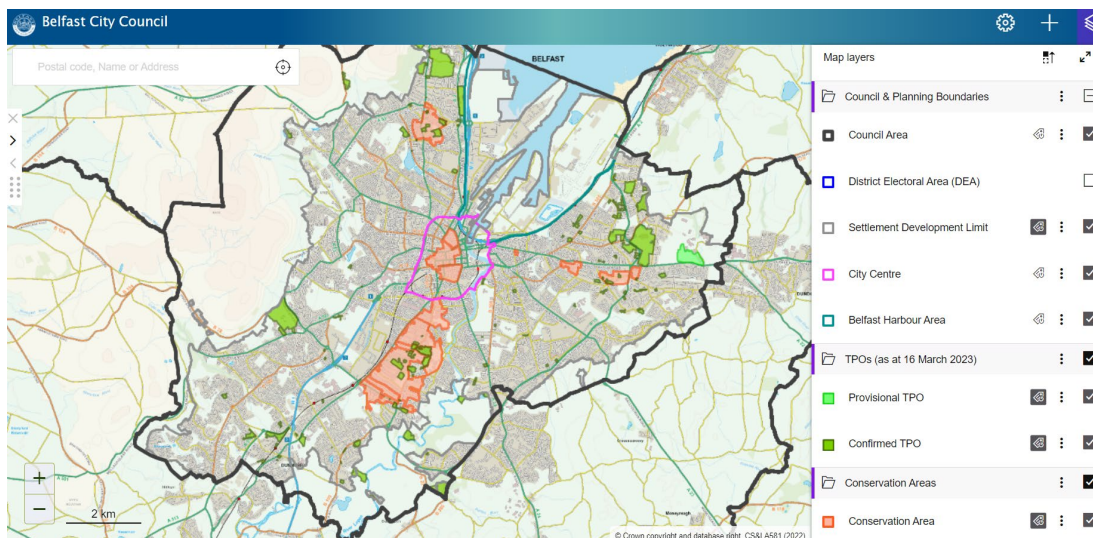 Belfast City Council
Postal code, Name or Address
BELFAST
2 km
© Crown copyright and database right, CS&LA581 (2022)
Map layers
Council & Planning Boundaries
Council Area
District Electoral Area (DEA)
Settlement Development Limit
City Centre
Belfast Harbour Area
TPOs (as at 16 March 2023)
Provisional TPO
Confirmed TPO
Conservation Areas
Conservation Area